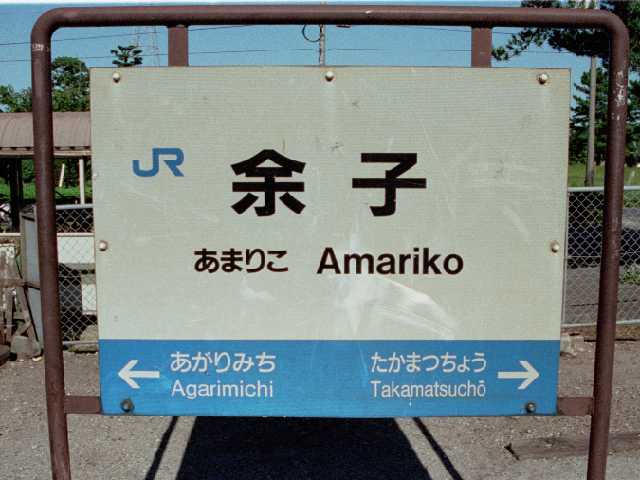 JR 余子
あまりこ Amariko
← あがりみち たかまつちょう →
Agarimichi Takamatsuchō